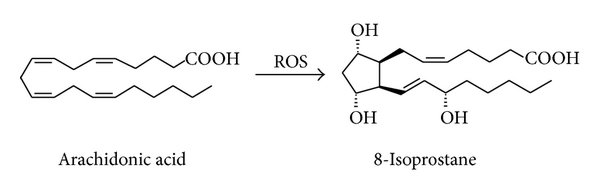 OH
COOH
COOH
ROS
OH
OH
Arachidonic acid
8-Isoprostane